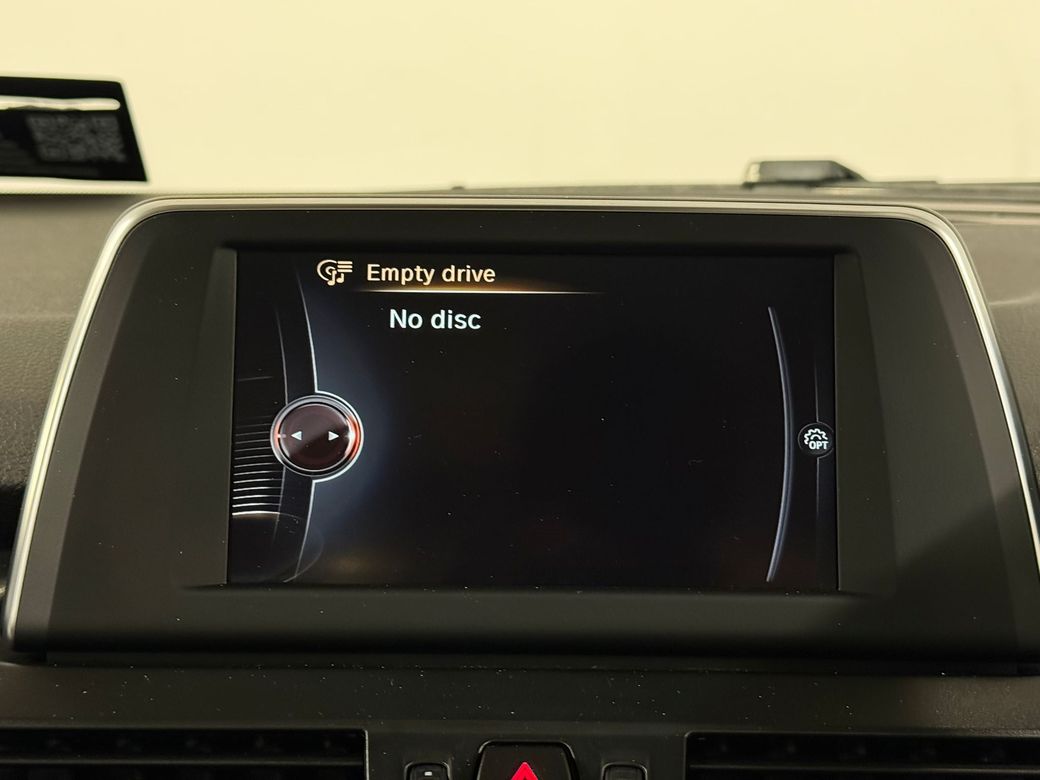 Empty drive
No disc
OPT